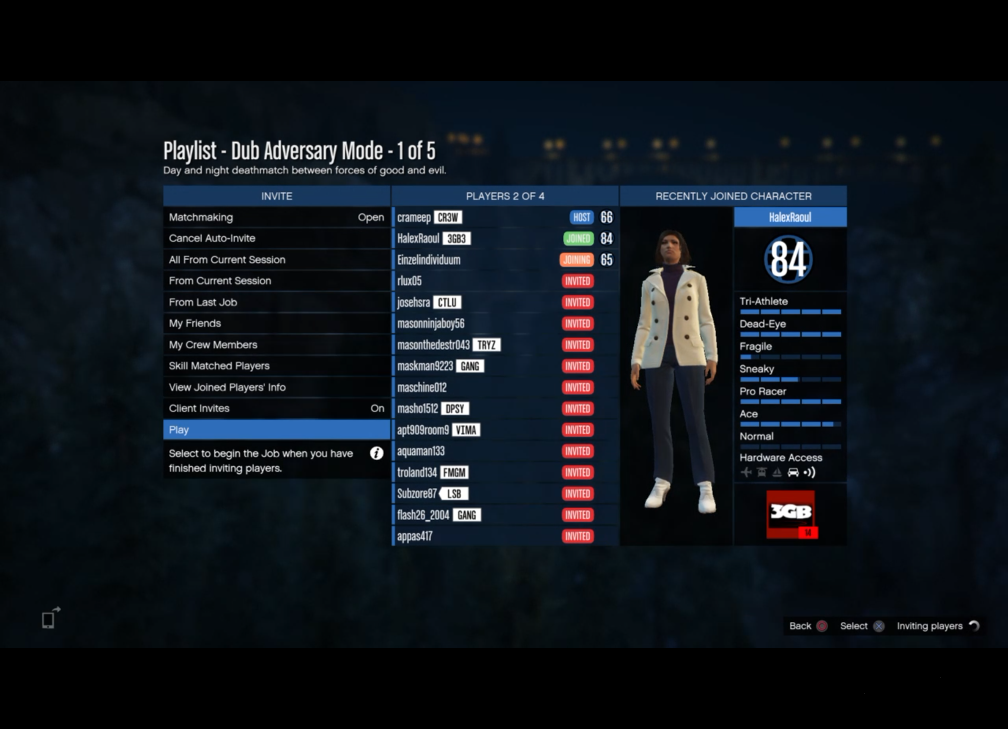 Playlist - Dub Adversary Mode - 1 of 5
Day and night deathmatch between forces of good and evil.
INVITE
Matchmaking Open
Cancel Auto-Invite
All From Current Session
From Current Session
From Last Job
My Friends
My Crew Members
Skill Matched Players
View Joined Players' Info
Client Invites On
Play
Select to begin the Job when you have
finished inviting players.
PLAYERS 2 OF 4
crameep CR3W HOST 66
HalexRaoul 3GB3 JOINED 84
Einzelindividuum JOINING 65
rlux05 INVITED
josehsra CTLU INVITED
masonninjaboy56 INVITED
masonthedestr043 TRYZ INVITED
maskman9223 GANG INVITED
maschine012 INVITED
masho1512 DPSY INVITED
apt909room9 VIMA INVITED
aquaman133 INVITED
troland134 FMGM INVITED
Subzore87 LSB INVITED
flash26_2004 GANG INVITED
appas417 INVITED
RECENTLY JOINED CHARACTER
HalexRaoul
84
Tri-Athlete
Dead-Eye
Fragile
Sneaky
Pro Racer
Ace
Normal
Hardware Access
3GB
Back Select Inviting players